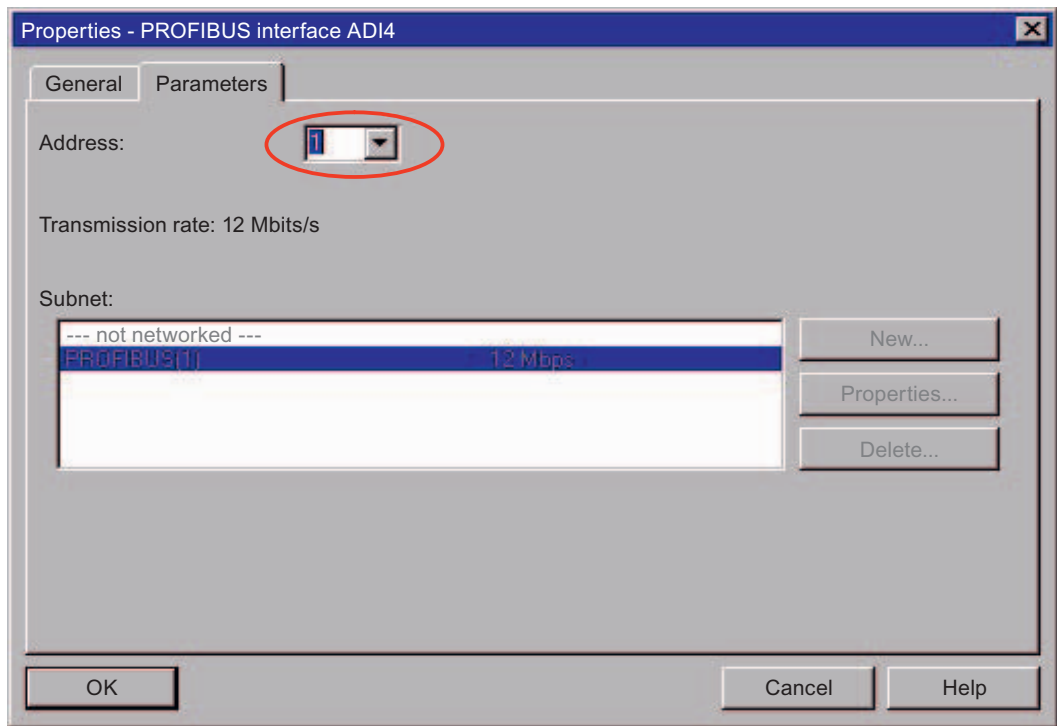 Properties - PROFIBUS interface ADI4
General Parameters
Address: 1
Transmission rate: 12 Mbits/s
Subnet:
--- not networked ---
PROFIBUS(1) 12 Mbps
New...
Properties...
Delete...
OK Cancel Help